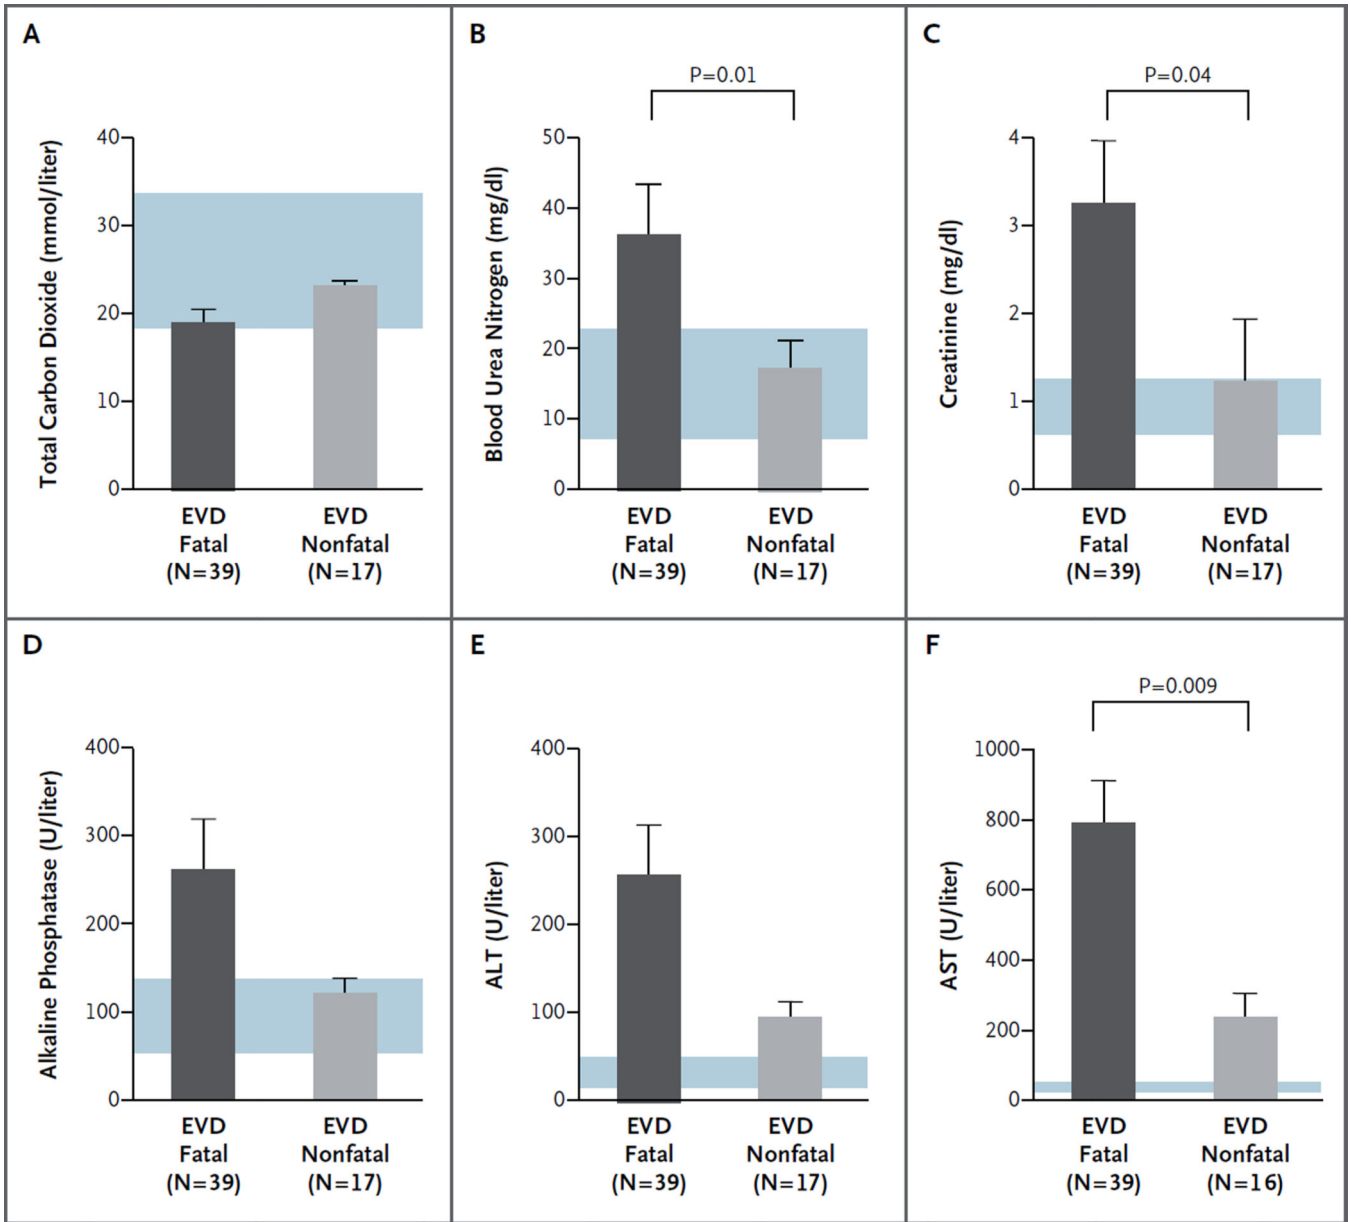 A
Total Carbon Dioxide (mmol/liter)
40
30
20
10
0
EVD
Fatal
(N=39)
EVD
Nonfatal
(N=17)
B
P=0.01
Blood Urea Nitrogen (mg/dl)
50
40
30
20
10
0
EVD
Fatal
(N=39)
EVD
Nonfatal
(N=17)
C
P=0.04
Creatinine (mg/dl)
4
3
2
1
0
EVD
Fatal
(N=39)
EVD
Nonfatal
(N=17)
D
Alkaline Phosphatase (U/liter)
400
300
200
100
0
EVD
Fatal
(N=39)
EVD
Nonfatal
(N=17)
E
ALT (U/liter)
400
300
200
100
0
EVD
Fatal
(N=39)
EVD
Nonfatal
(N=17)
F
P=0.009
AST (U/liter)
1000
800
600
400
200
0
EVD
Fatal
(N=39)
EVD
Nonfatal
(N=16)